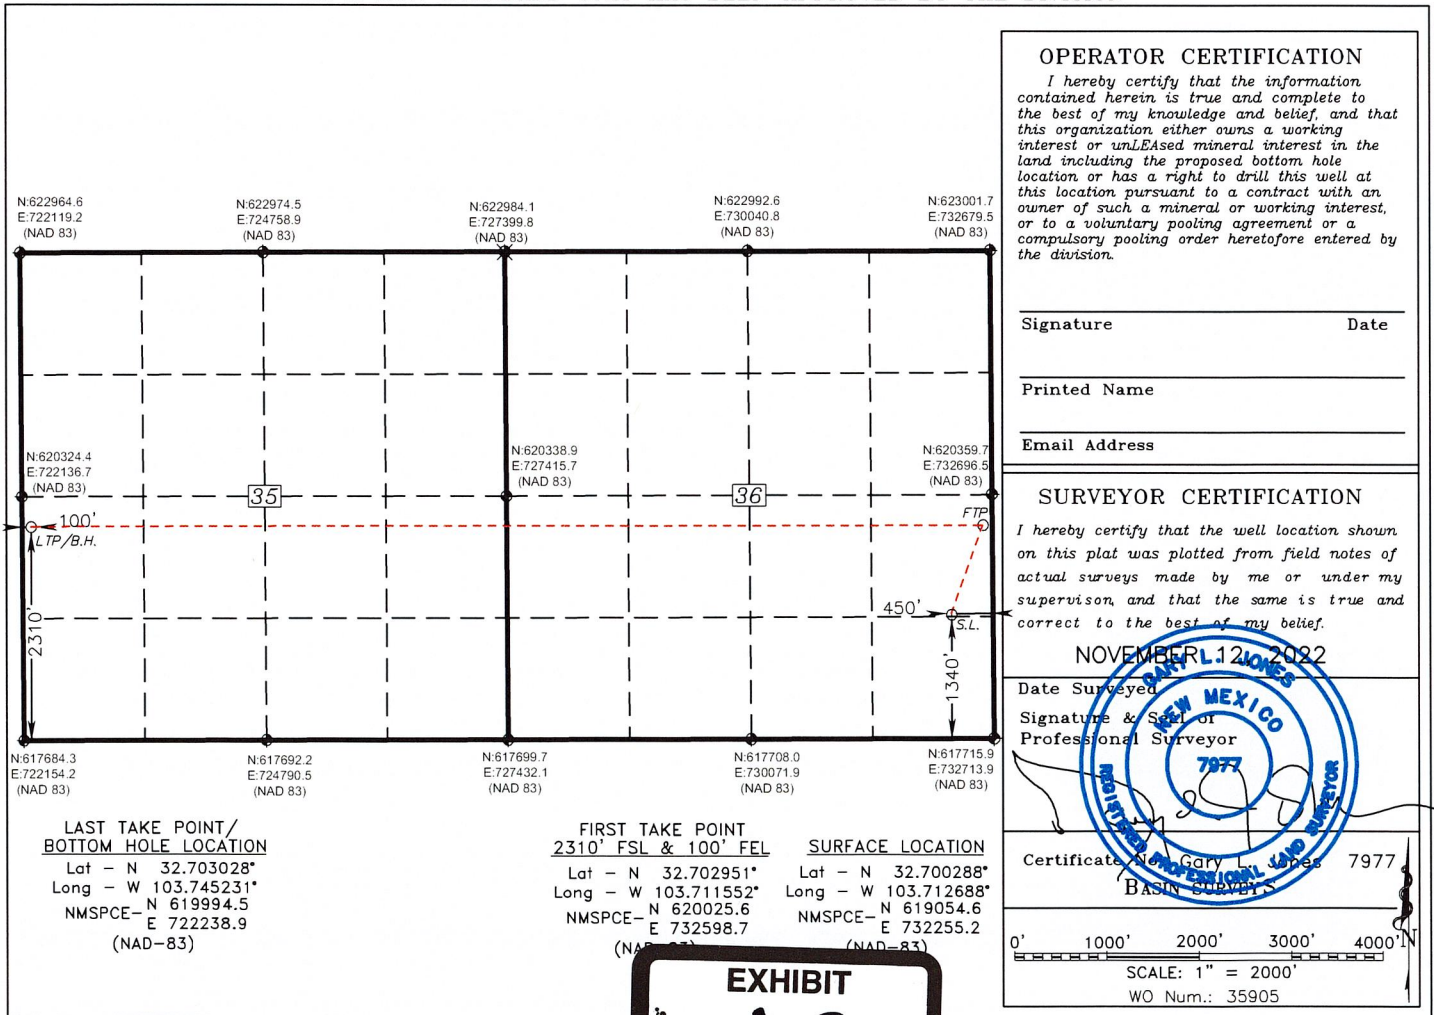 N:622964.6
E:722119.2
(NAD 83)
N:622974.5
E:724758.9
(NAD 83)
N:622984.1
E:727399.8
(NAD 83)
N:622992.6
E:730040.8
(NAD 83)
N:623001.7
E:732679.5
(NAD 83)
N:620324.4
E:722136.7
(NAD 83)
N:620338.9
E:727415.7
(NAD 83)
N:620359.7
E:732696.5
(NAD 83)
35
36
100'
LTP/B.H.
FTP
2310'
450'
S.L.
1340'
N:617684.3
E:722154.2
(NAD 83)
N:617692.2
E:724790.5
(NAD 83)
N:617699.7
E:727432.1
(NAD 83)
N:617708.0
E:730071.9
(NAD 83)
N:617715.9
E:732713.9
(NAD 83)
LAST TAKE POINT/
BOTTOM HOLE LOCATION
Lat - N 32.703028°
Long - W 103.745231°
NMSPCE- N 619994.5
E 722238.9
(NAD-83)
FIRST TAKE POINT
2310' FSL & 100' FEL
Lat - N 32.702951°
Long - W 103.711552°
NMSPCE- N 620025.6
E 732598.7
(NAD-83)
SURFACE LOCATION
Lat - N 32.700288°
Long - W 103.712688°
NMSPCE- N 619054.6
E 732255.2
(NAD-83)
EXHIBIT
OPERATOR CERTIFICATION
I hereby certify that the information
contained herein is true and complete to
the best of my knowledge and belief, and that
this organization either owns a working
interest or unLEAsed mineral interest in the
land including the proposed bottom hole
location or has a right to drill this well at
this location pursuant to a contract with an
owner of such a mineral or working interest,
or to a voluntary pooling agreement or a
compulsory pooling order heretofore entered by
the division.
Signature Date
Printed Name
Email Address
SURVEYOR CERTIFICATION
I hereby certify that the well location shown
on this plat was plotted from field notes of
actual surveys made by me or under my
supervison, and that the same is true and
correct to the best of my belief.
NOVEMBER 12, 2022
Date Surveyed
Signature & Seal of
Professional Surveyor
GARY L. JONES
NEW MEXICO
7977
REGISTERED PROFESSIONAL LAND SURVEYOR
Certificate No. Gary L. Jones 7977
BASIN SURVEYS
0' 1000' 2000' 3000' 4000'
N
SCALE: 1" = 2000'
WO Num.: 35905